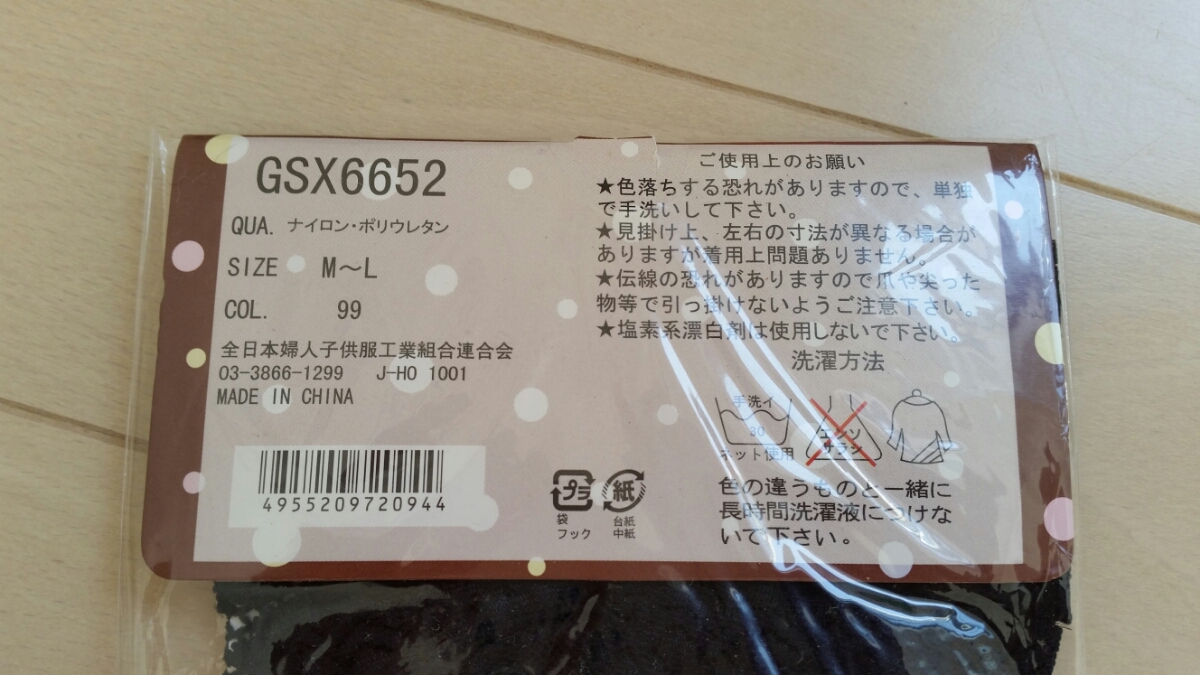 GSX6652
QUA. ナイロン・ポリウレタン
SIZE M～L
COL. 99
全日本婦人子供服工業組合連合会
03-3866-1299 J-HO 1001
MADE IN CHINA
4955209720944
プラ
袋
フック
紙
台紙
中紙
ご使用上のお願い
★色落ちする恐れがありますので、単独
で手洗いして下さい。
★見掛け上、左右の寸法が異なる場合が
ありますが着用上問題ありません。
★伝線の恐れがありますので爪や尖った
物等で引っ掛けないようご注意下さい。
★塩素系漂白剤は使用しないで下さい。
洗濯方法
手洗イ
30
ネット使用
エンソ
サラシ
色の違うものと一緒に
長時間洗濯液につけな
いで下さい。